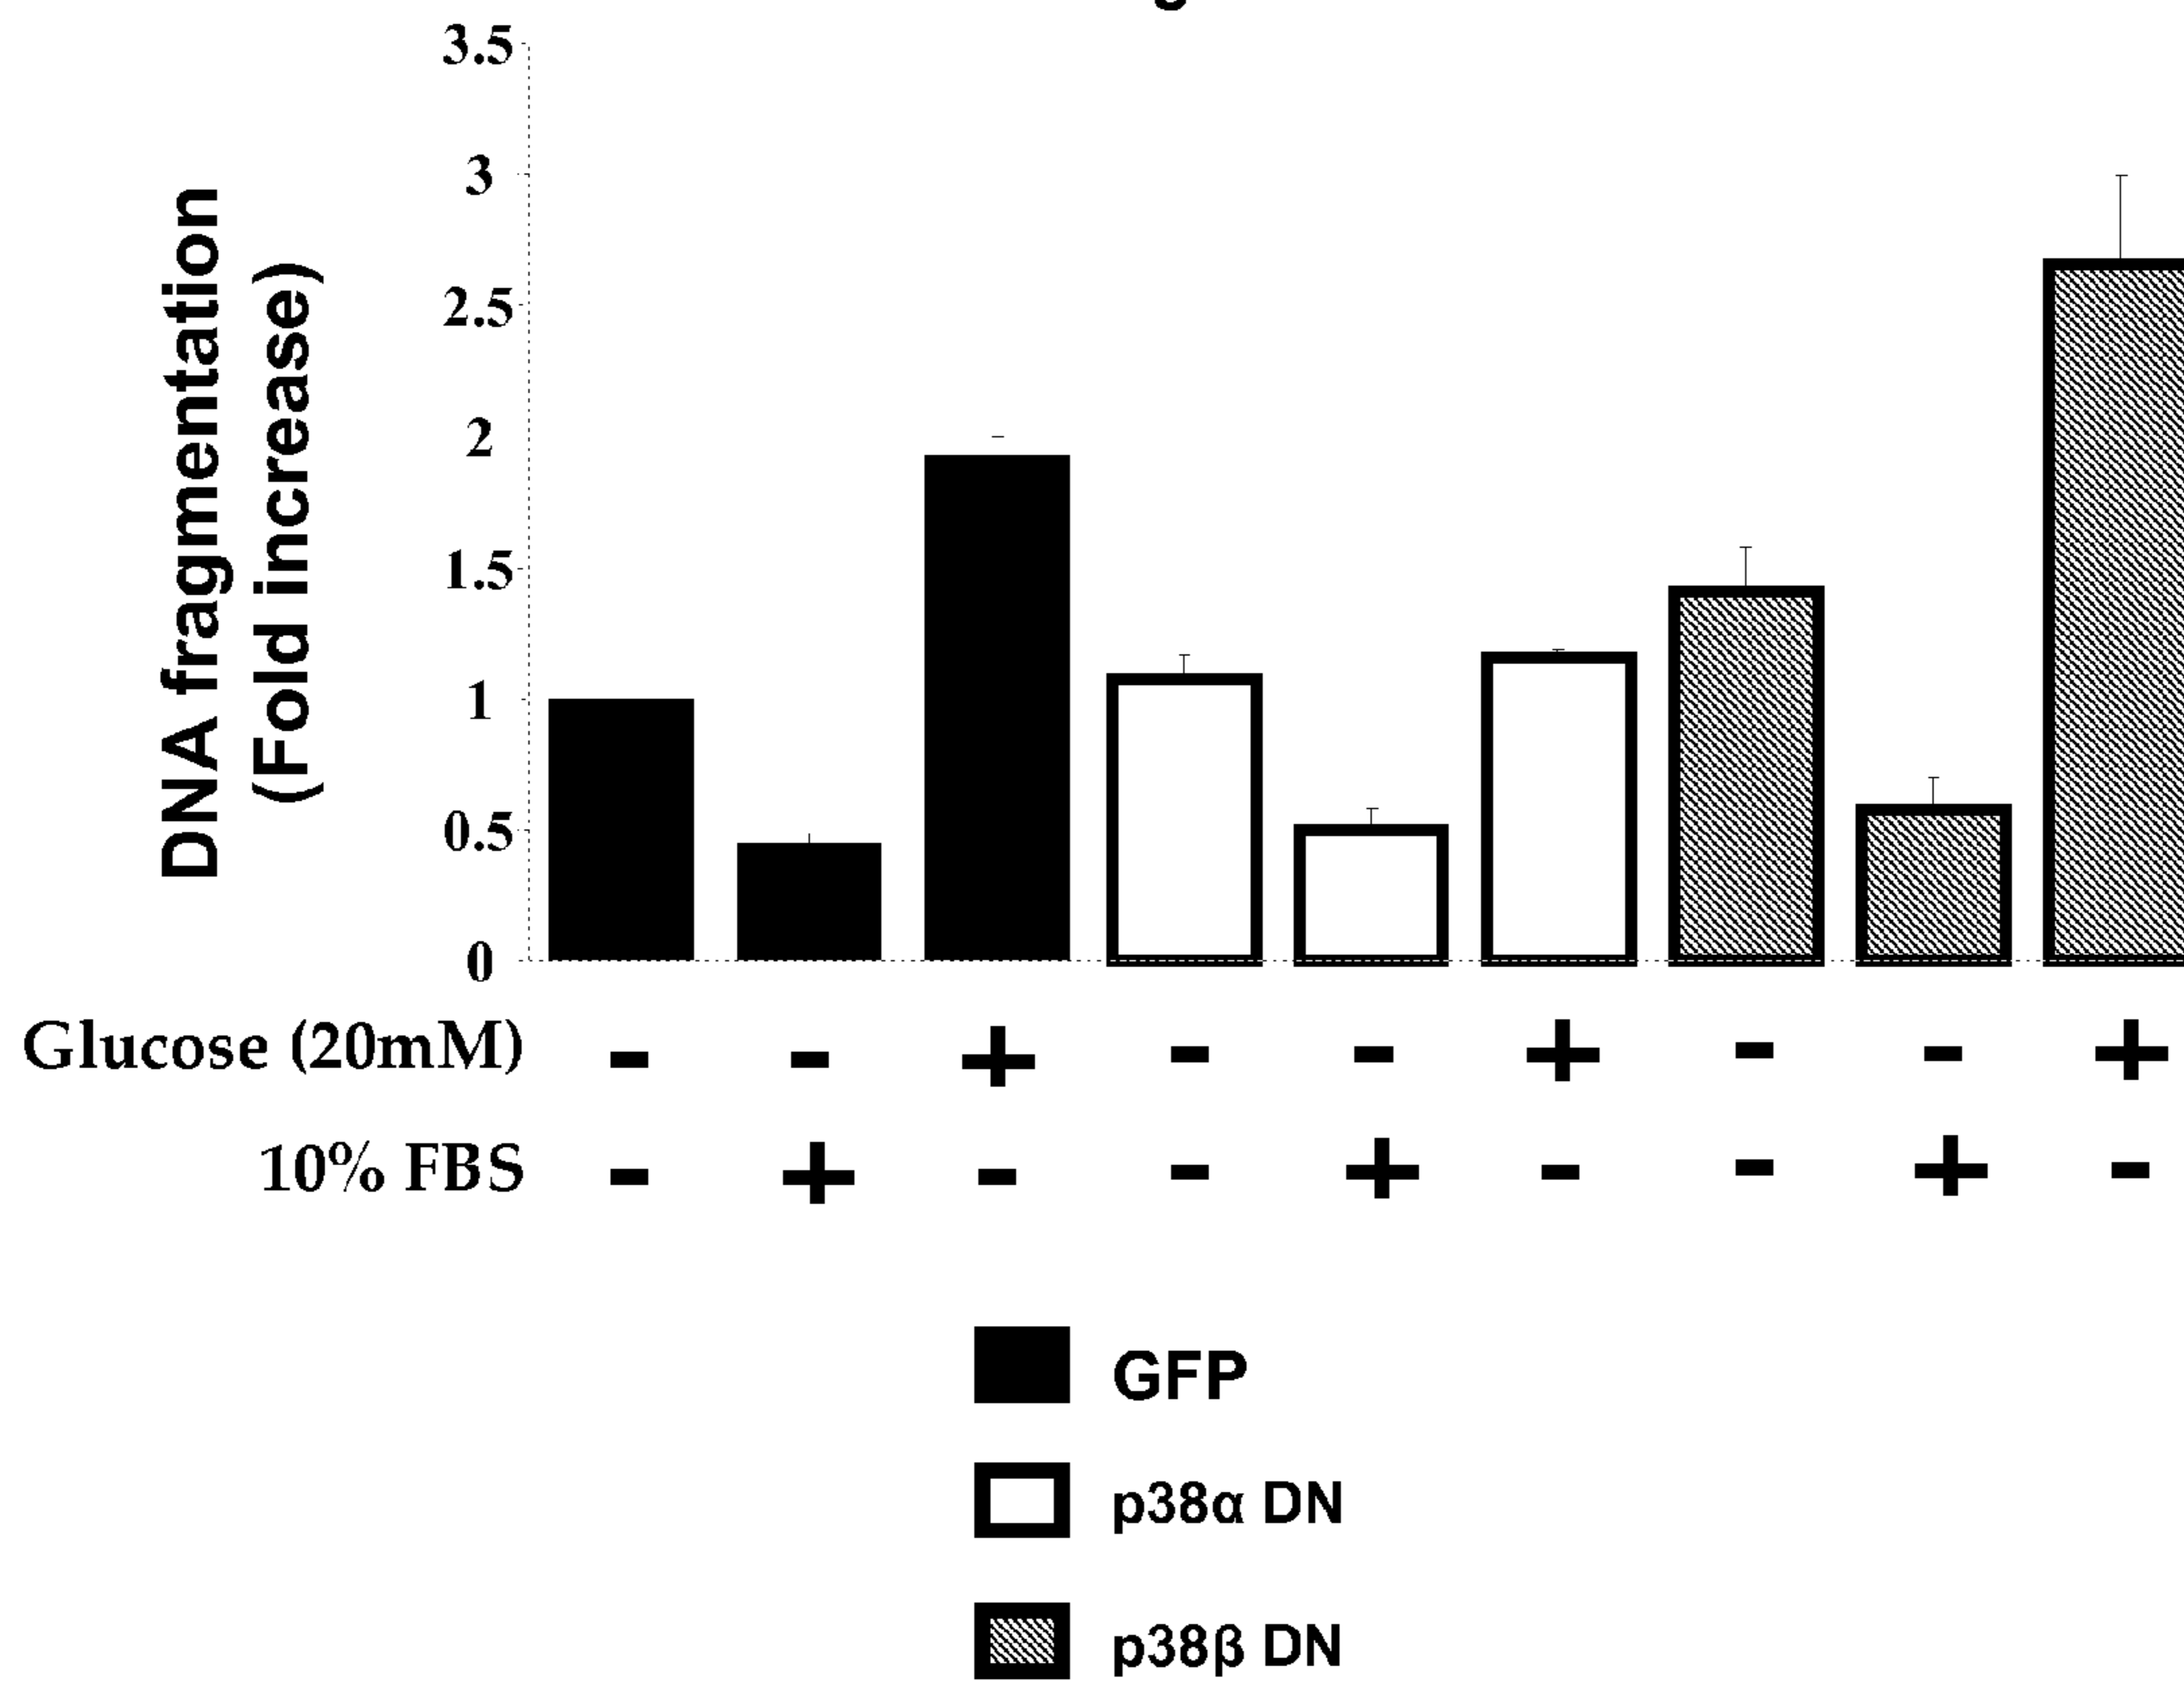 3.5
3
2.5
2
1.5
1
0.5
0
DNA fragmentation
(Fold increase)
Glucose (20mM) - - + - - + - - +
10% FBS - + - - + - - + -
GFP
p38α DN
p38β DN